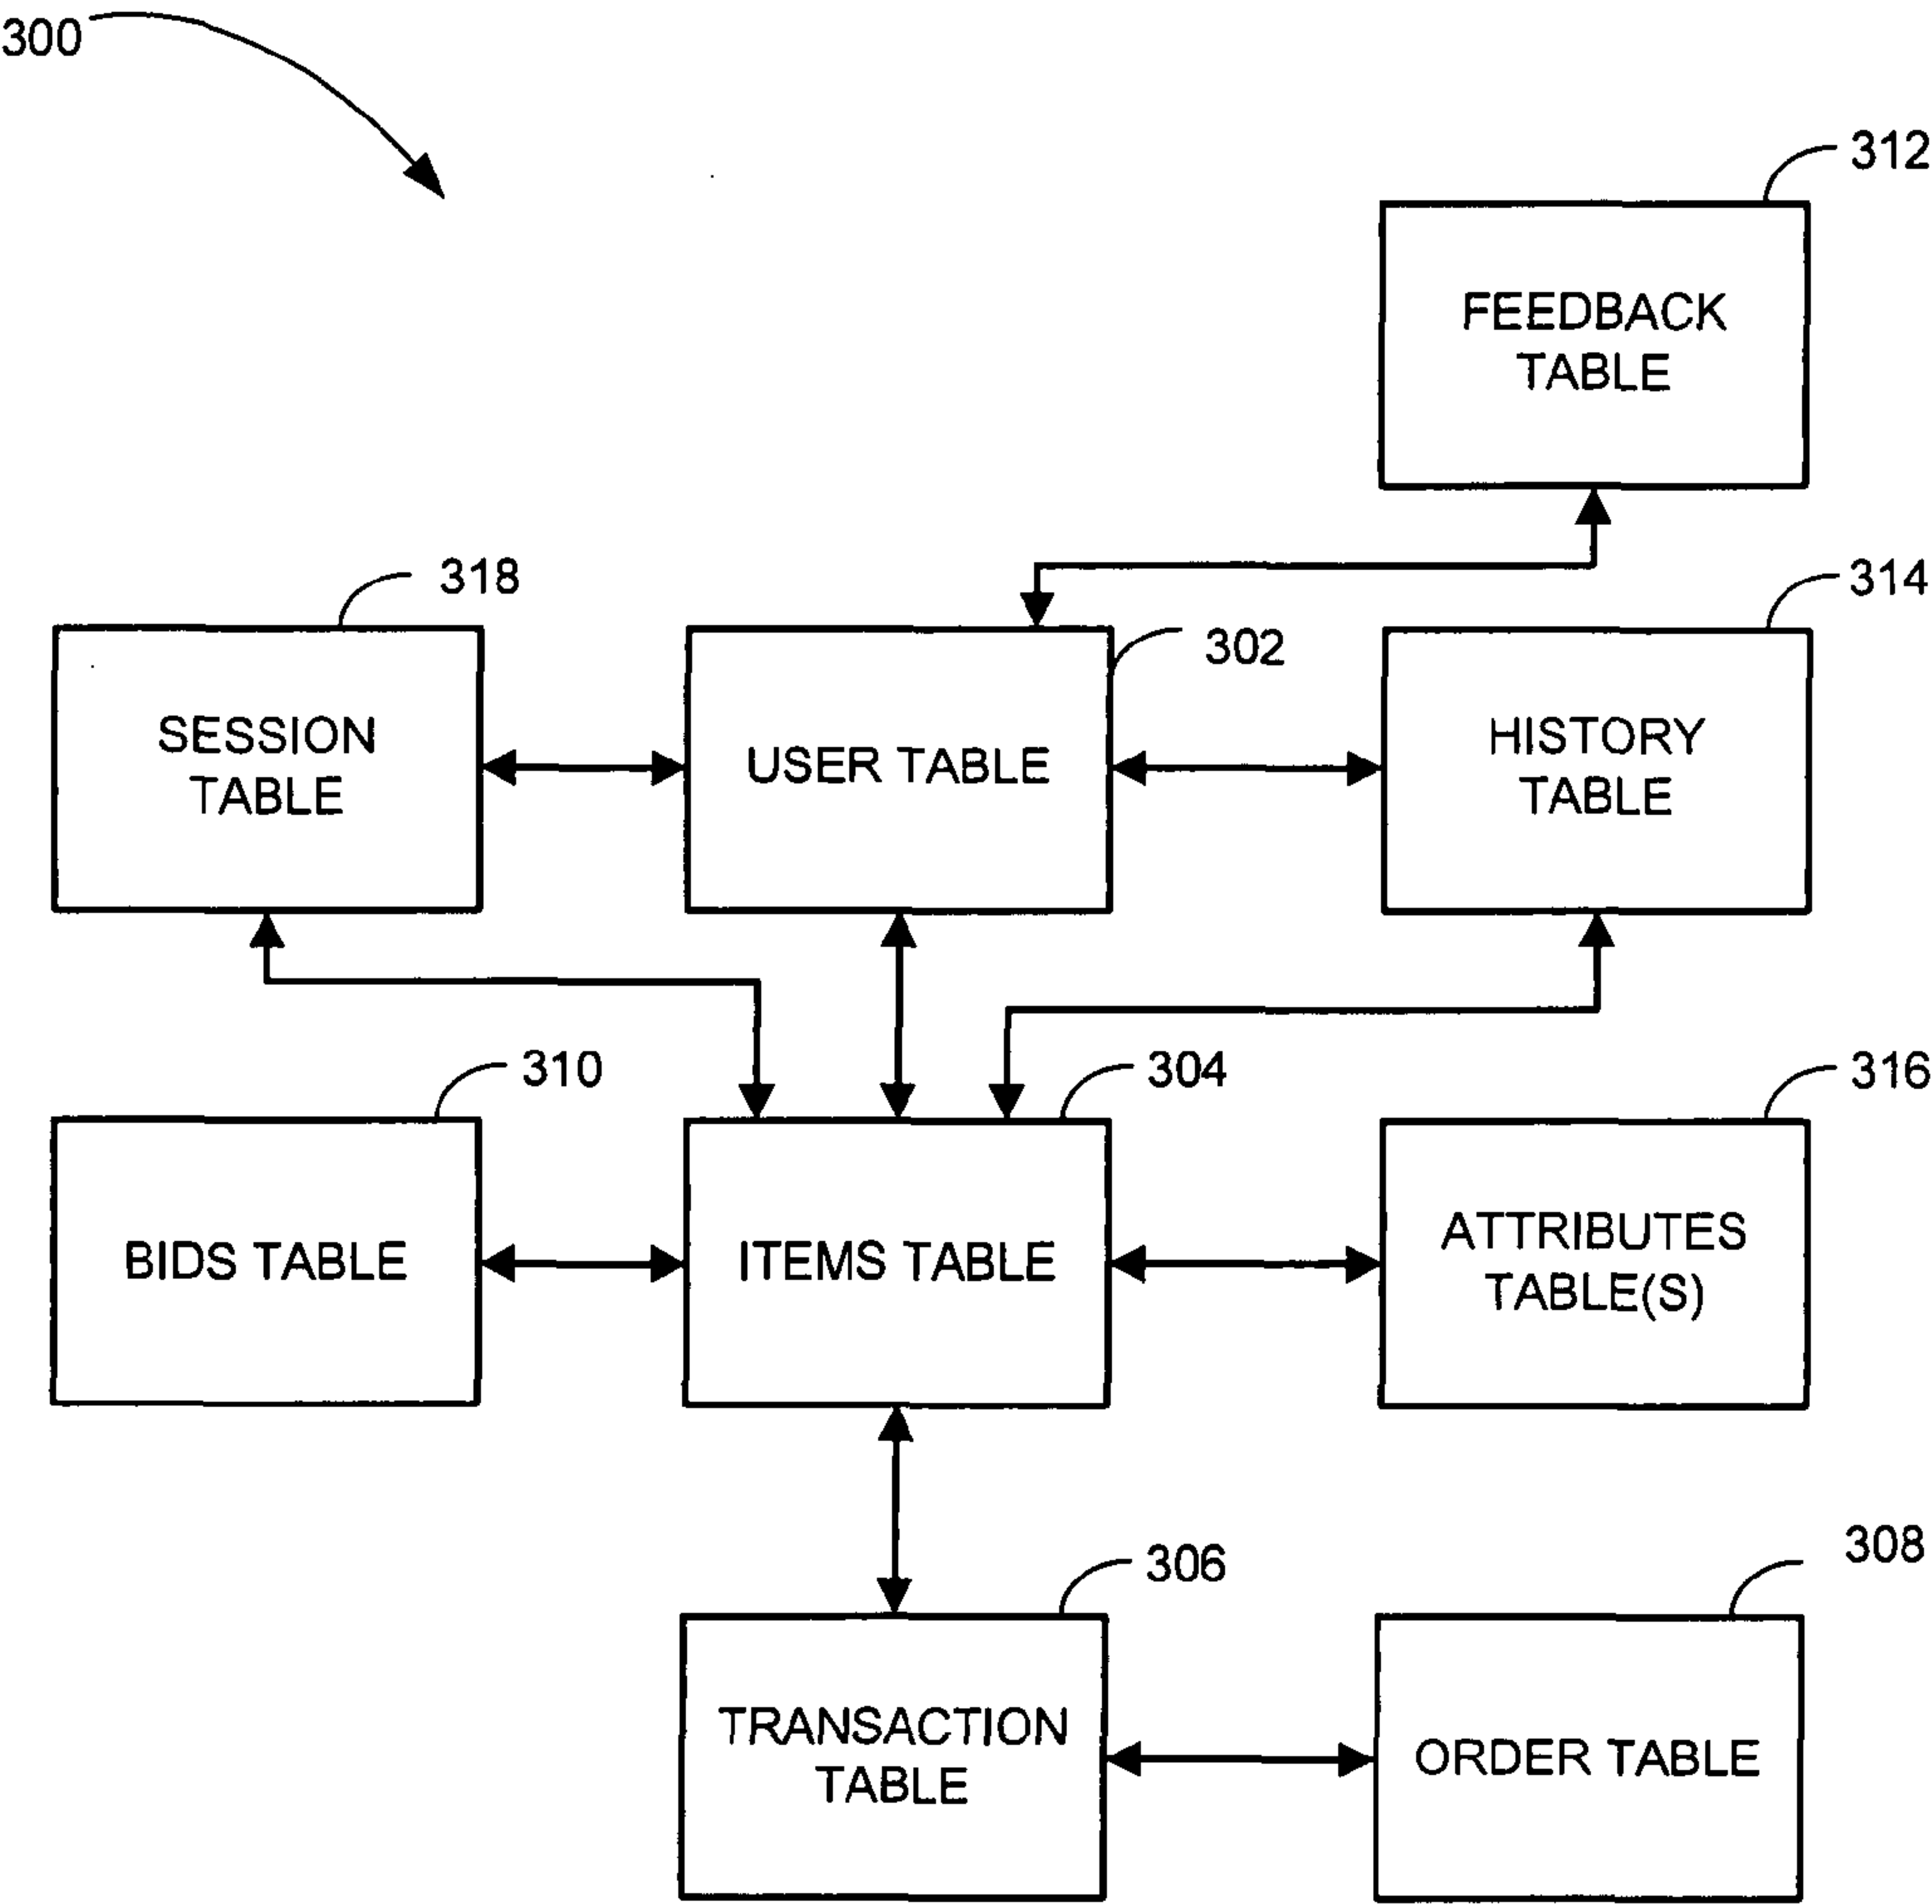 300
312
FEEDBACK
TABLE
318
302
314
SESSION
TABLE
USER TABLE
HISTORY
TABLE
310
304
316
BIDS TABLE
ITEMS TABLE
ATTRIBUTES
TABLE(S)
306
308
TRANSACTION
TABLE
ORDER TABLE